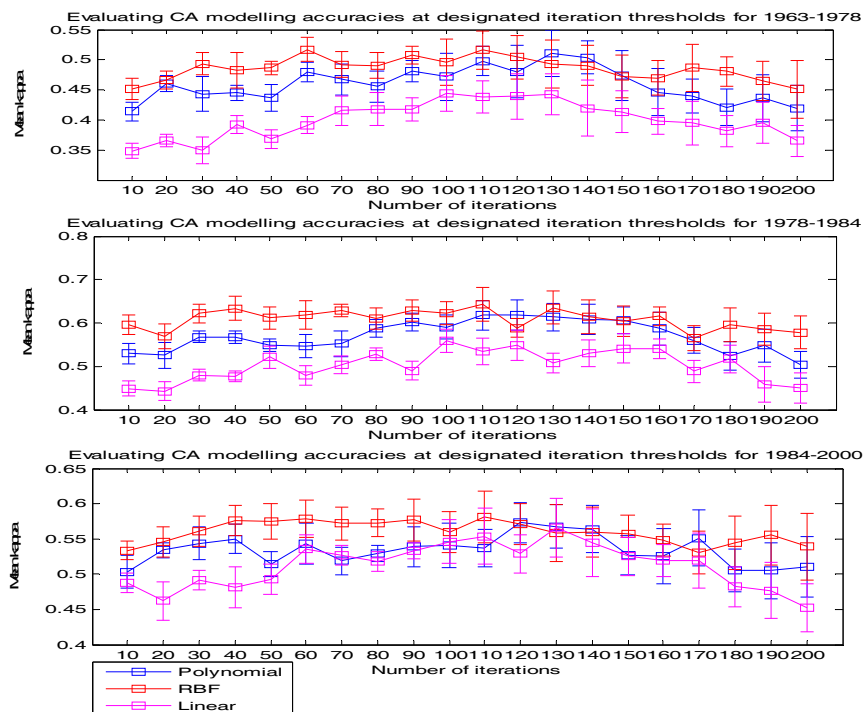 Evaluating CA modelling accuracies at designated iteration thresholds for 1963-1978
0.55
0.5
0.45
0.4
0.35
Mean kappa
10 20 30 40 50 60 70 80 90 100 110 120 130 140 150 160 170 180 190 200
Number of iterations
Evaluating CA modelling accuracies at designated iteration thresholds for 1978-1984
0.8
0.7
0.6
0.5
0.4
Mean kappa
10 20 30 40 50 60 70 80 90 100 110 120 130 140 150 160 170 180 190 200
Number of iterations
Evaluating CA modelling accuracies at designated iteration thresholds for 1984-2000
0.65
0.6
0.55
0.5
0.45
0.4
Mean kappa
10 20 30 40 50 60 70 80 90 100 110 120 130 140 150 160 170 180 190 200
Number of iterations
Polynomial
RBF
Linear